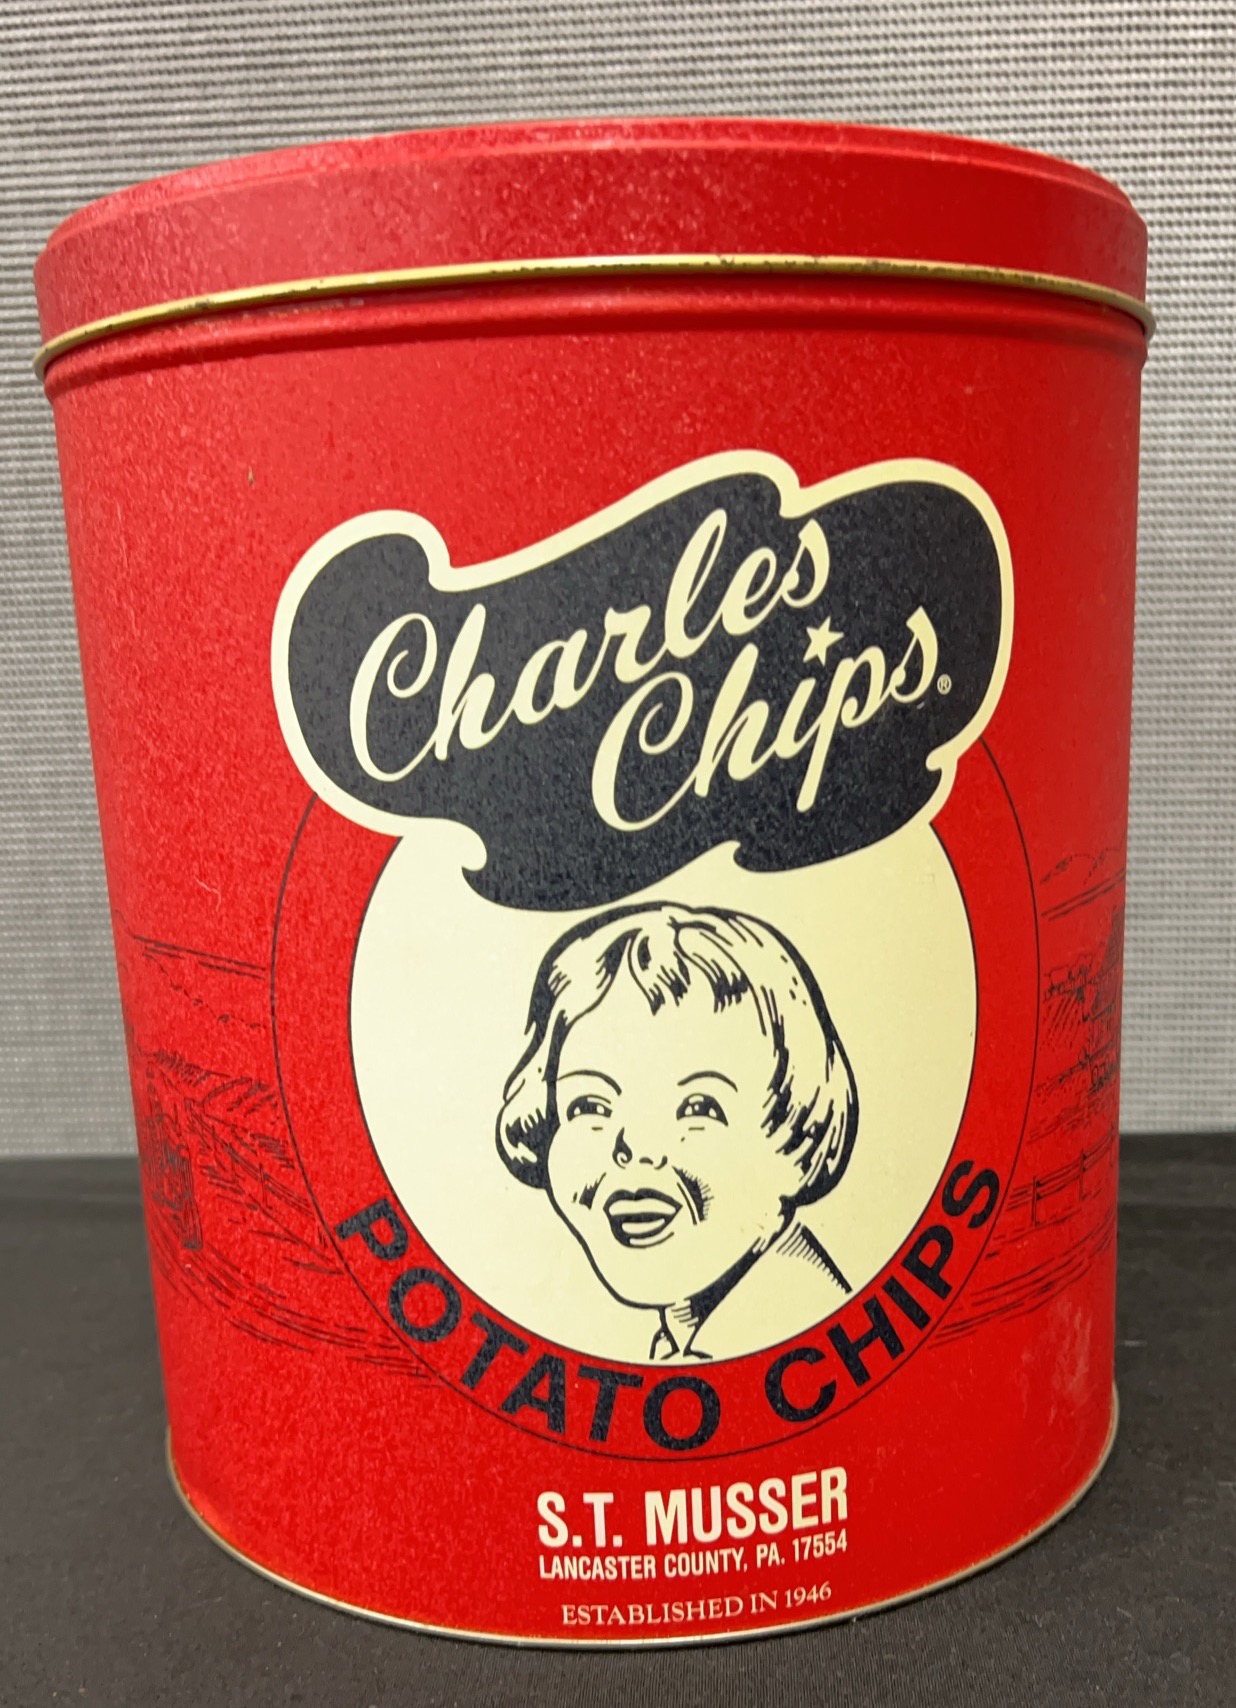 Charles
Chips®
POTATO CHIPS
S.T. MUSSER
LANCASTER COUNTY, PA. 17554
ESTABLISHED IN 1946